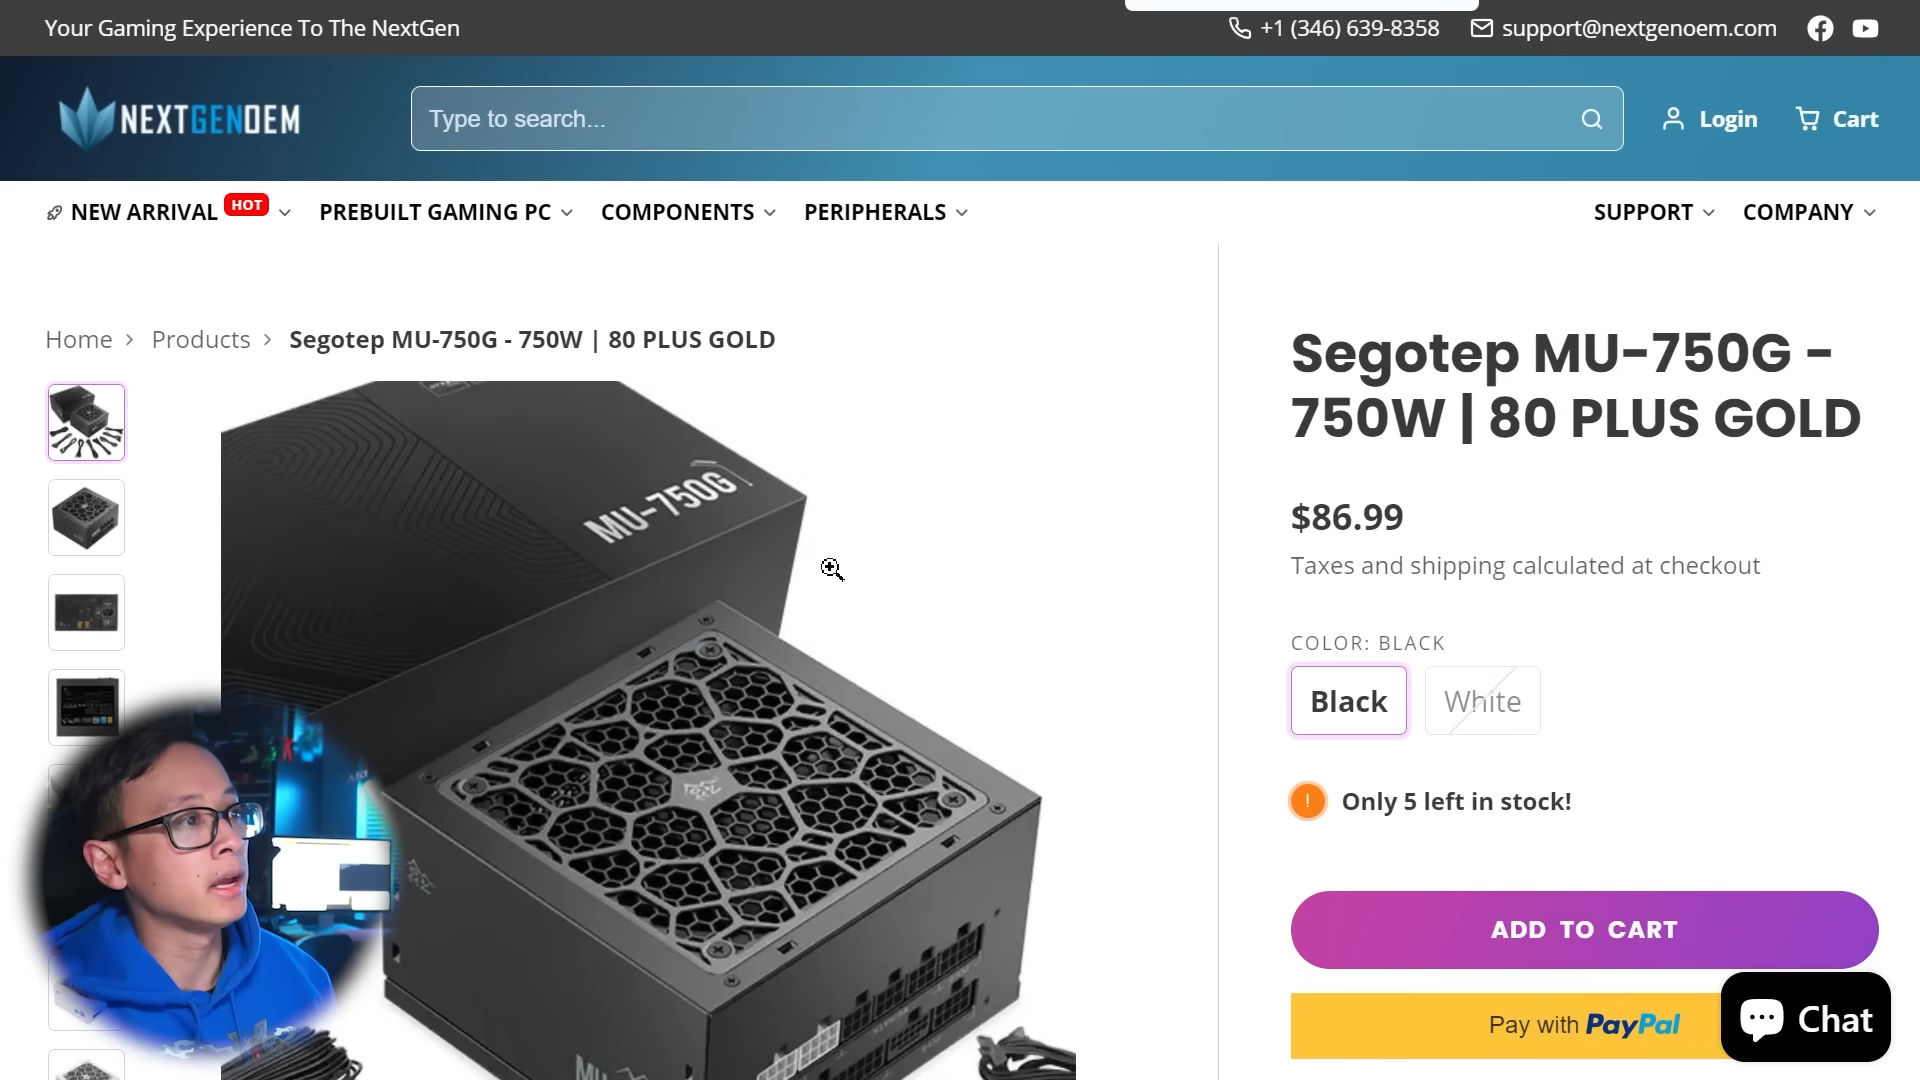 Your Gaming Experience To The NextGen
+1 (346) 639-8358
support@nextgenoem.com
NEXTGENOEM
Type to search...
Login
Cart
NEW ARRIVAL HOT
PREBUILT GAMING PC
COMPONENTS
PERIPHERALS
SUPPORT
COMPANY
Home > Products > Segotep MU-750G - 750W | 80 PLUS GOLD
MU-750G
Segotep MU-750G -
750W | 80 PLUS GOLD
$86.99
Taxes and shipping calculated at checkout
COLOR: BLACK
Black
White
! Only 5 left in stock!
ADD TO CART
Pay with PayPal
Chat